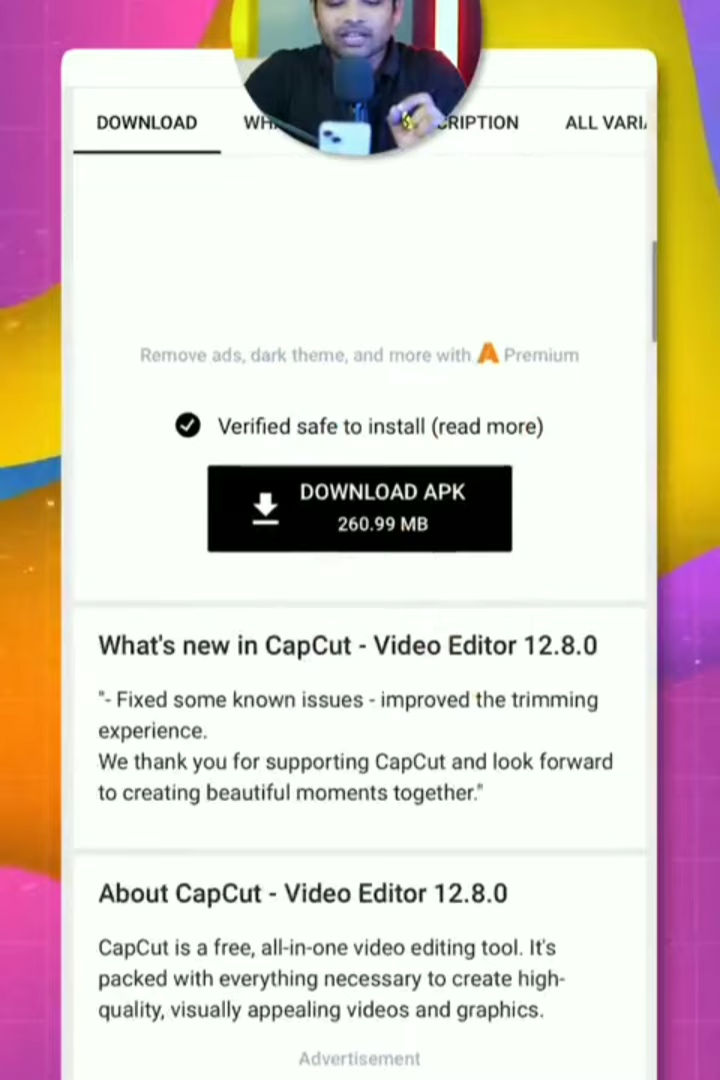 DOWNLOAD
RIPTION
ALL VARI
Remove ads, dark theme, and more with A Premium
Verified safe to install (read more)
DOWNLOAD APK
260.99 MB
What's new in CapCut - Video Editor 12.8.0
"- Fixed some known issues - improved the trimming
experience.
We thank you for supporting CapCut and look forward
to creating beautiful moments together."
About CapCut - Video Editor 12.8.0
CapCut is a free, all-in-one video editing tool. It's
packed with everything necessary to create high-
quality, visually appealing videos and graphics.
Advertisement